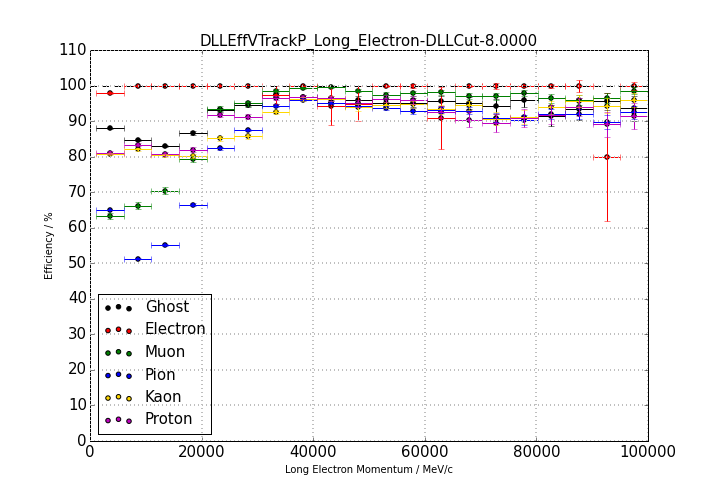 DLLEffVTrackP_Long_Electron-DLLCut-8.0000
110
100
90
80
70
60
50
40
30
20
10
0
Efficiency / %
Ghost
Electron
Muon
Pion
Kaon
Proton
0 20000 40000 60000 80000 100000
Long Electron Momentum / MeV/c